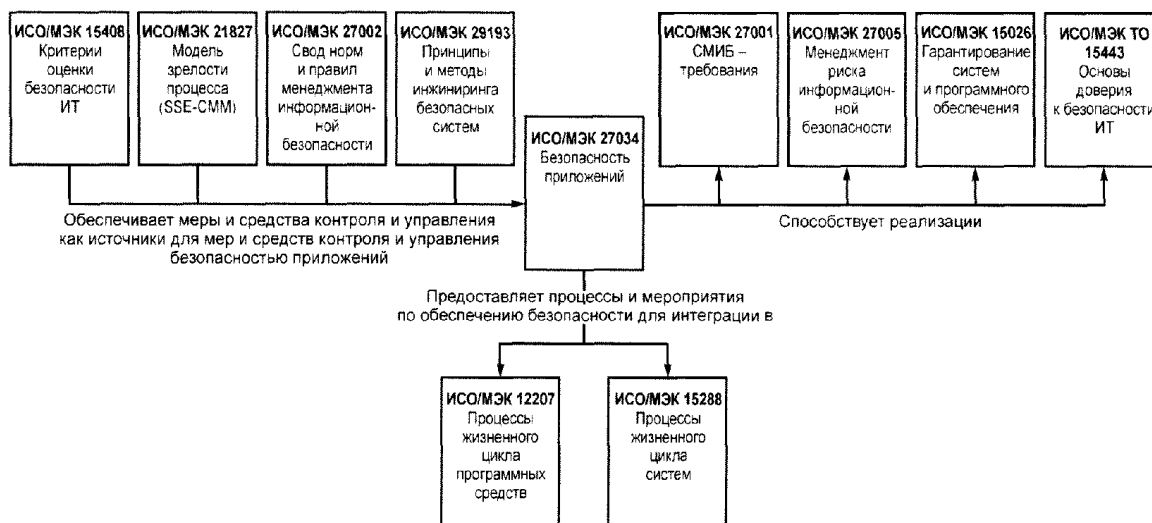 ИСО/МЭК 15408
Критерии
оценки
безопасности
ИТ
ИСО/МЭК 21827
Модель
зрелости
процесса
(SSE-CMM)
ИСО/МЭК 27002
Свод норм
и правил
менеджмента
информацион-
ной
безопасности
ИСО/МЭК 29193
Принципы
и методы
инжиниринга
безопасных
систем
ИСО/МЭК 27034
Безопасность
приложений
ИСО/МЭК 27001
СМИБ –
требования
ИСО/МЭК 27005
Менеджмент
риска
информацион-
ной
безопасности
ИСО/МЭК 15026
Гарантирование
систем
и программного
обеспечения
ИСО/МЭК ТО
15443
Основы
доверия
к безопасности
ИТ
Обеспечивает меры и средства контроля и управления
как источники для мер и средств контроля и управления
безопасностью приложений
Способствует реализации
Предоставляет процессы и мероприятия
по обеспечению безопасности для интеграции в
ИСО/МЭК 12207
Процессы
жизненного
цикла
программных
средств
ИСО/МЭК 15288
Процессы
жизненного
цикла
систем